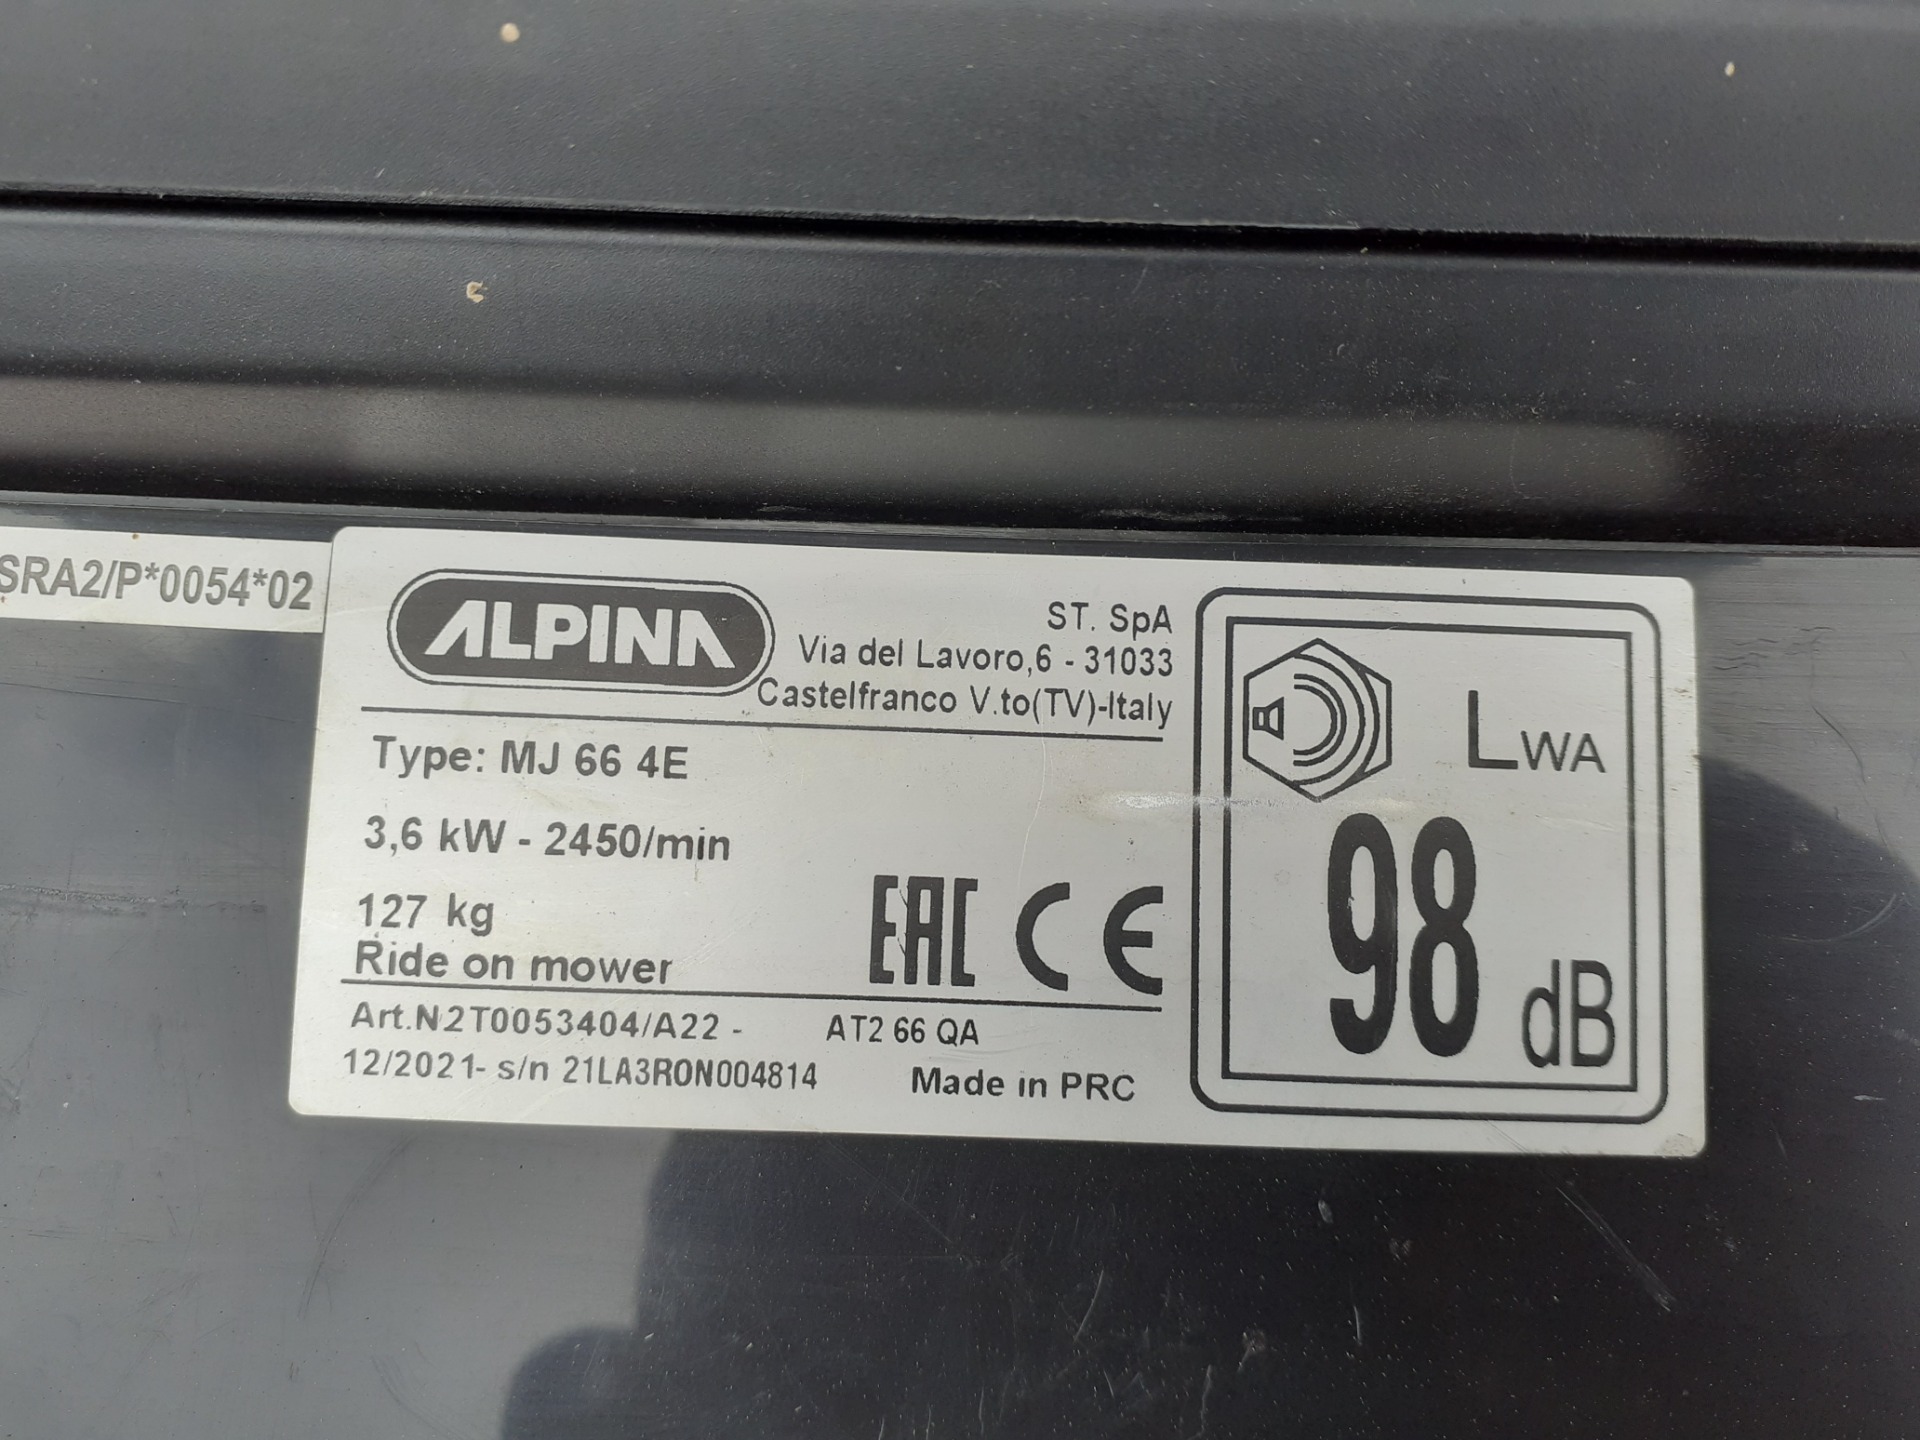 SRA2/P*0054*02
ALPINA
ST. SpA
Via del Lavoro,6 - 31033
Castelfranco V.to(TV)-Italy
Type: MJ 66 4E
3,6 kW - 2450/min
127 kg
Ride on mower
EAC CE
Art.N2T0053404/A22 - AT2 66 QA
12/2021- s/n 21LA3RON004814 Made in PRC
LWA
98 dB